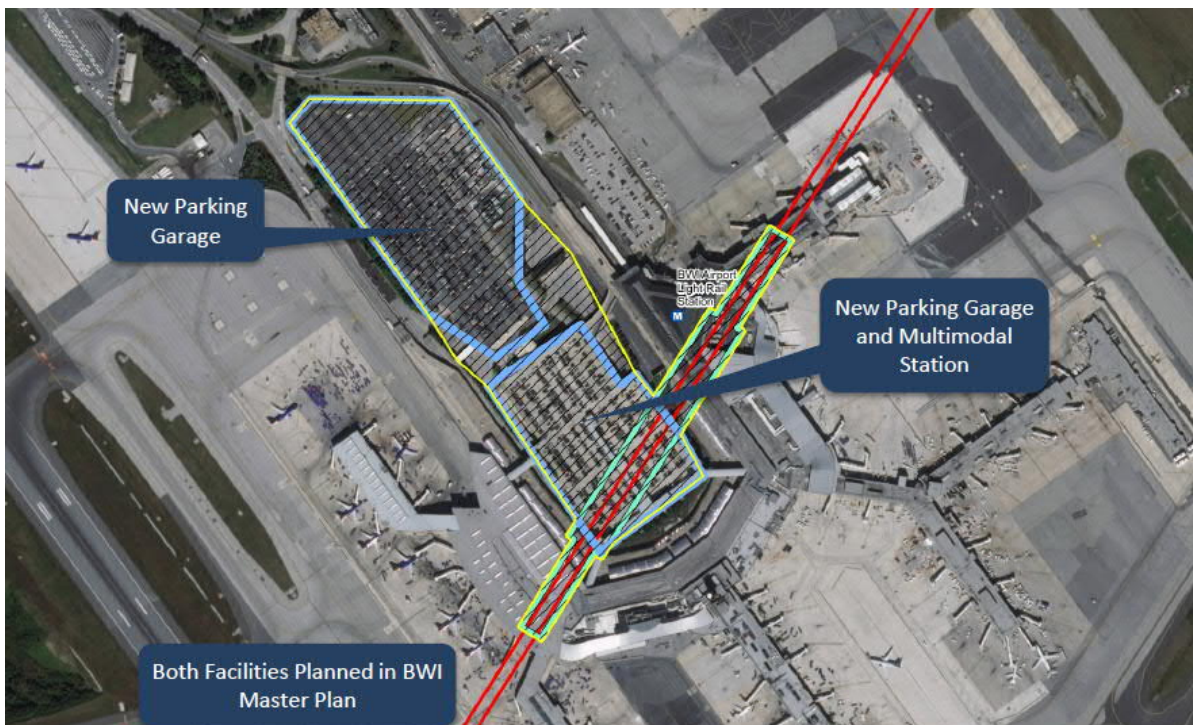 New Parking
Garage
BWI Airport
Light Rail
Station
M
New Parking Garage
and Multimodal
Station
Both Facilities Planned in BWI
Master Plan